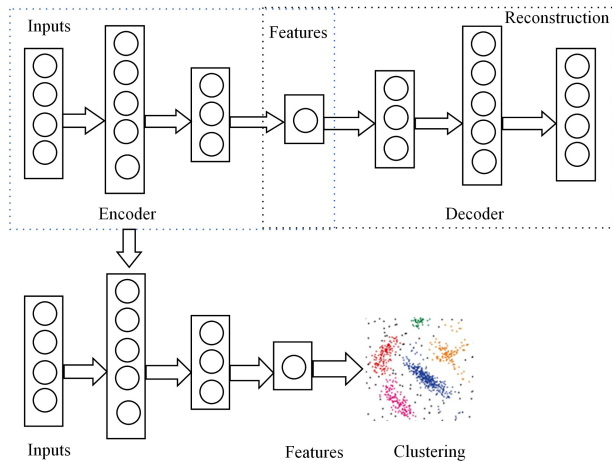 Inputs
Features
Reconstruction
Encoder
Decoder
Inputs
Features
Clustering